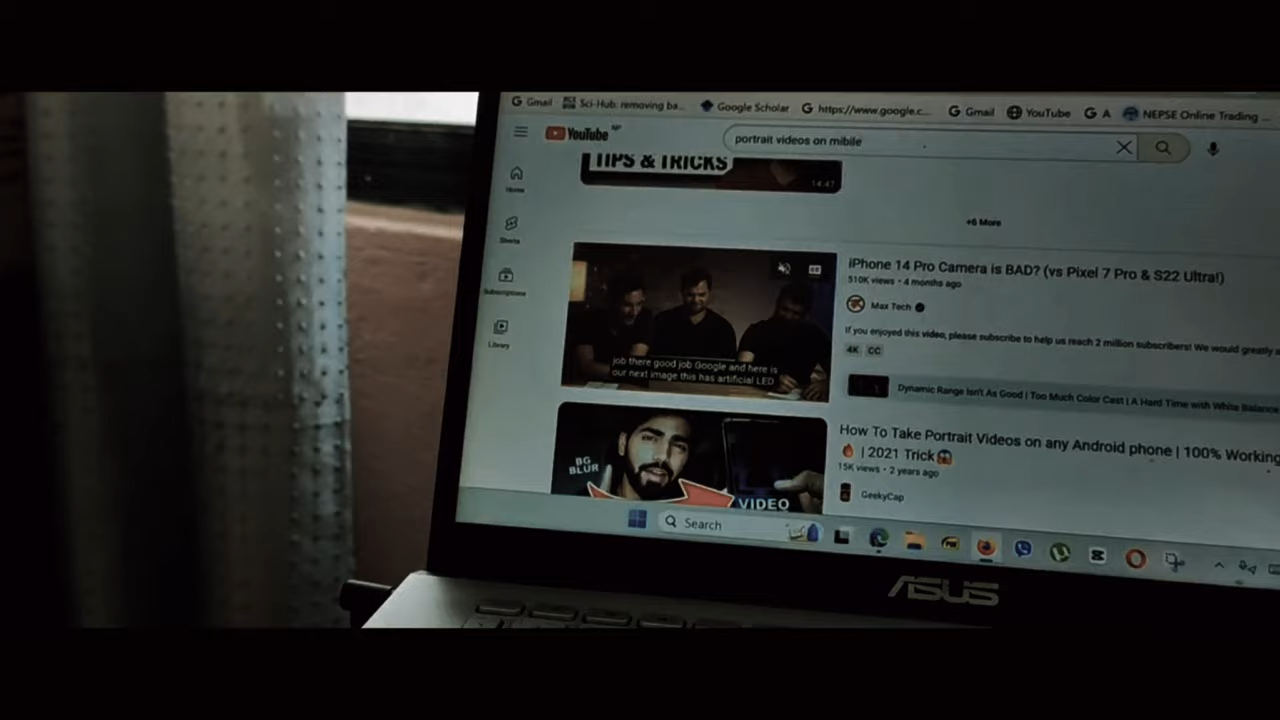 Gmail
Sci-Hub: removing ba...
Google Scholar
https://www.google.c...
Gmail
YouTube
A
NEPSE Online Trading ...
YouTube NP
portrait videos on mibile
Home
Shorts
Subscriptions
Library
TIPS & TRICKS
14:47
+6 More
CC
job there good job Google and here is
our next image this has artificial LED
iPhone 14 Pro Camera is BAD? (vs Pixel 7 Pro & S22 Ultra!)
510K views • 4 months ago
Max Tech
If you enjoyed this video, please subscribe to help us reach 2 million subscribers! We would greatly
4K CC
Dynamic Range Isn't As Good | Too Much Color Cast | A Hard Time with White Balance
BG
BLUR
VIDEO
How To Take Portrait Videos on any Android phone | 100% Working
🔥 | 2021 Trick 😱
15K views • 2 years ago
GeekyCap
Search
ASUS